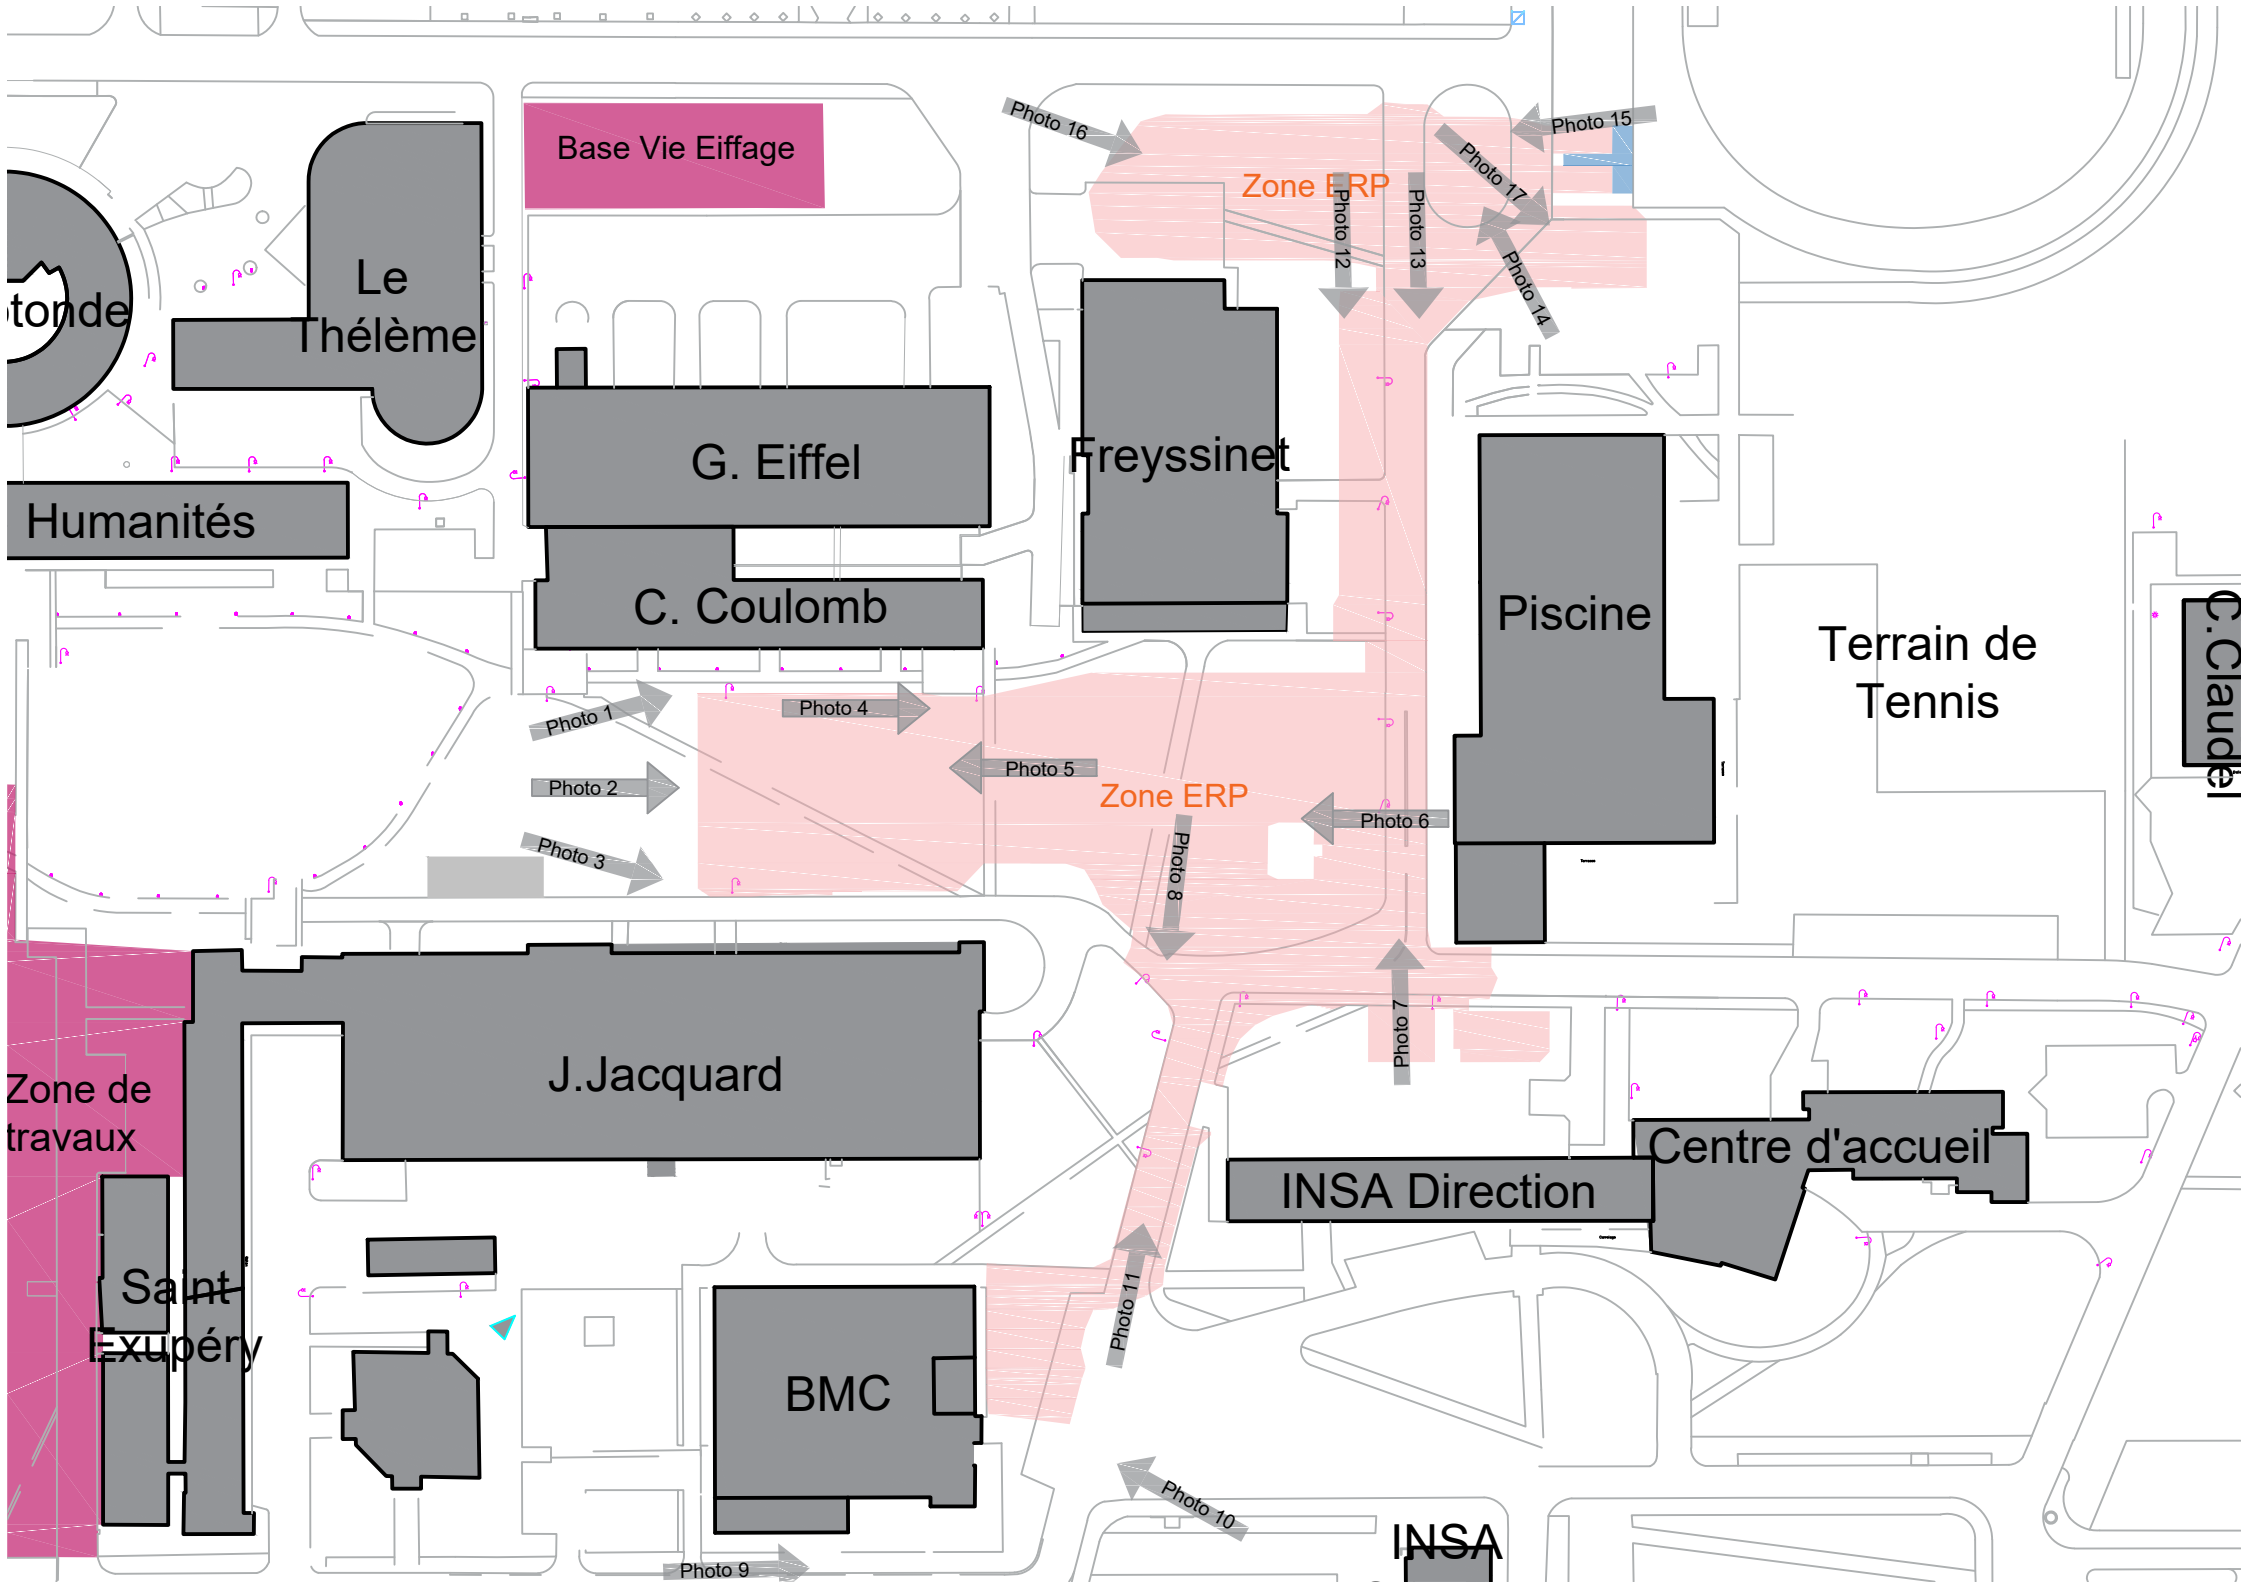 Photo 16
Photo 15
Base Vie Eiffage
Photo 17
Zone ERP
Photo 12
Photo 13
Photo 14
Le
Thélème
tonde
G. Eiffel
Freyssinet
Humanités
C. Coulomb
Piscine
Terrain de
Tennis
C.Claudel
Photo 1
Photo 4
Photo 5
Photo 2
Zone ERP
Photo 6
Photo 3
Photo 8
Photo 7
J.Jacquard
Zone de
travaux
Centre d'accueil
INSA Direction
Saint
Exupéry
Photo 11
BMC
Photo 10
INSA
Photo 9